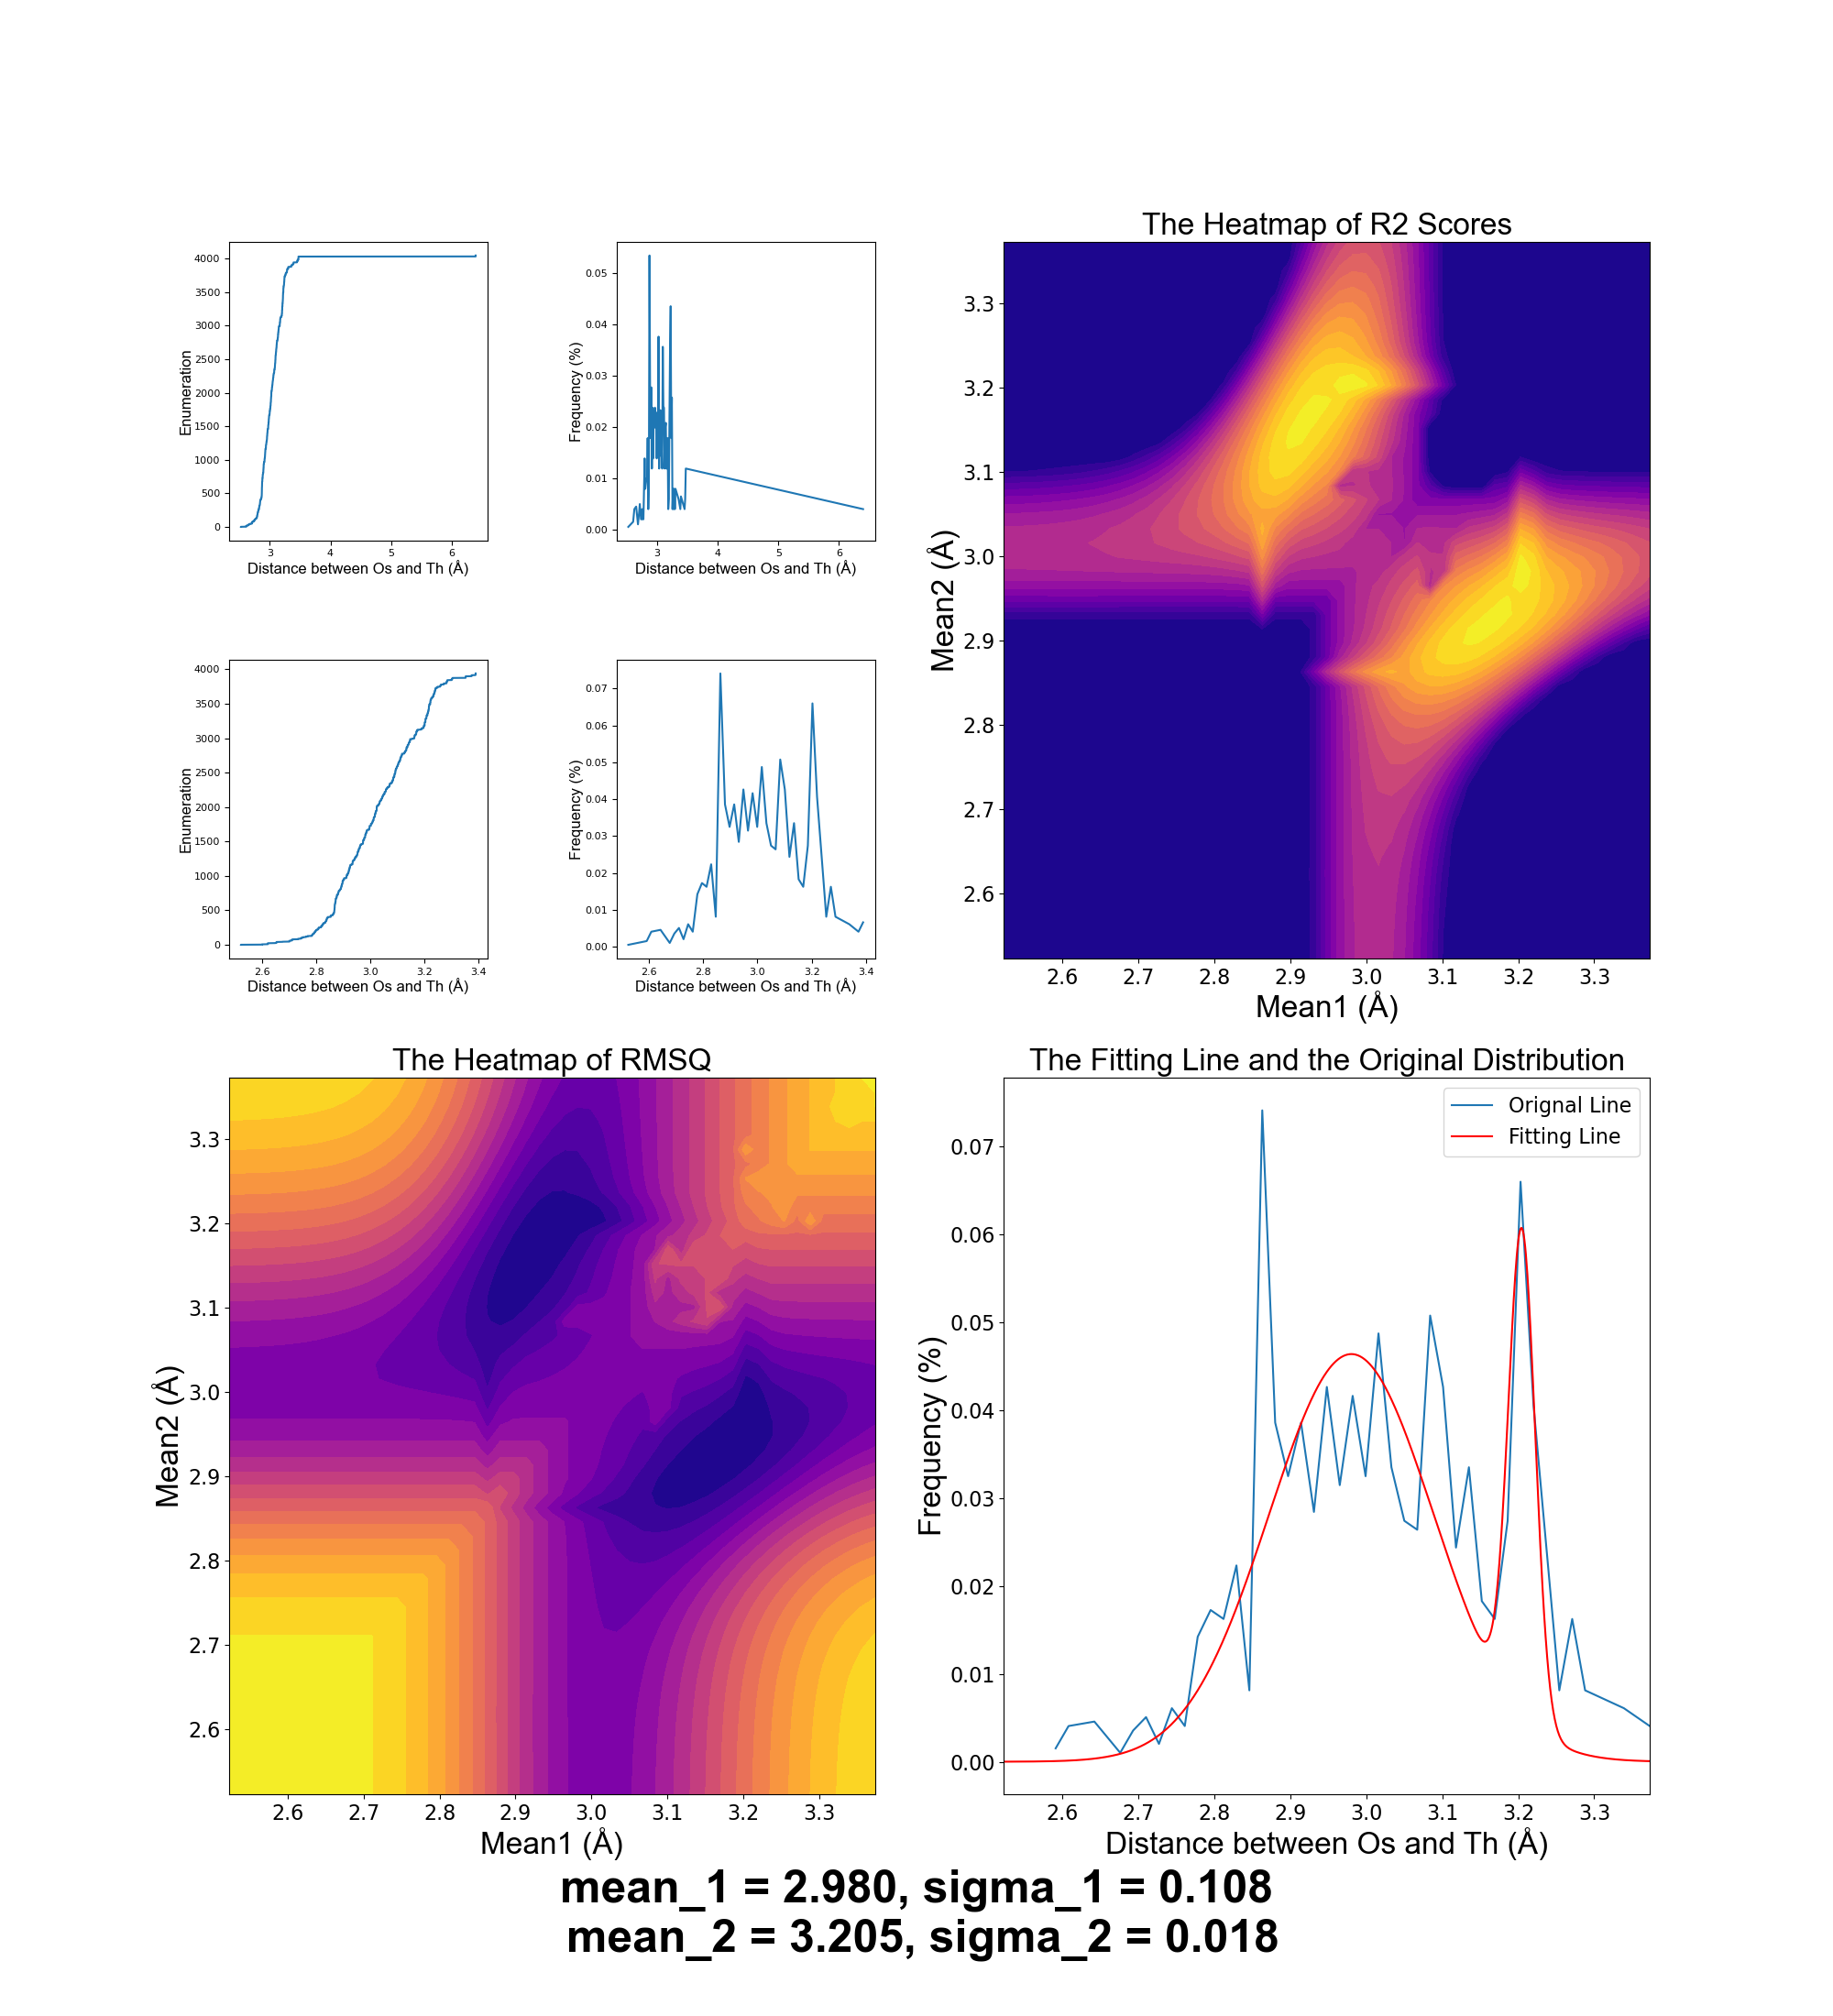 4000
3500
3000
2500
2000
1500
1000
500
0
Enumeration
3 4 5 6
Distance between Os and Th (Å)
0.05
0.04
0.03
0.02
0.01
0.00
Frequency (%)
3 4 5 6
Distance between Os and Th (Å)
The Heatmap of R2 Scores
3.3
3.2
3.1
3.0
2.9
2.8
2.7
2.6
Mean2 (Å)
2.6 2.7 2.8 2.9 3.0 3.1 3.2 3.3
Mean1 (Å)
4000
3500
3000
2500
2000
1500
1000
500
0
Enumeration
2.6 2.8 3.0 3.2 3.4
Distance between Os and Th (Å)
0.07
0.06
0.05
0.04
0.03
0.02
0.01
0.00
Frequency (%)
2.6 2.8 3.0 3.2 3.4
Distance between Os and Th (Å)
The Heatmap of RMSQ
3.3
3.2
3.1
3.0
2.9
2.8
2.7
2.6
Mean2 (Å)
2.6 2.7 2.8 2.9 3.0 3.1 3.2 3.3
Mean1 (Å)
The Fitting Line and the Original Distribution
Orignal Line
Fitting Line
0.07
0.06
0.05
0.04
0.03
0.02
0.01
0.00
Frequency (%)
2.6 2.7 2.8 2.9 3.0 3.1 3.2 3.3
Distance between Os and Th (Å)
mean_1 = 2.980, sigma_1 = 0.108
mean_2 = 3.205, sigma_2 = 0.018